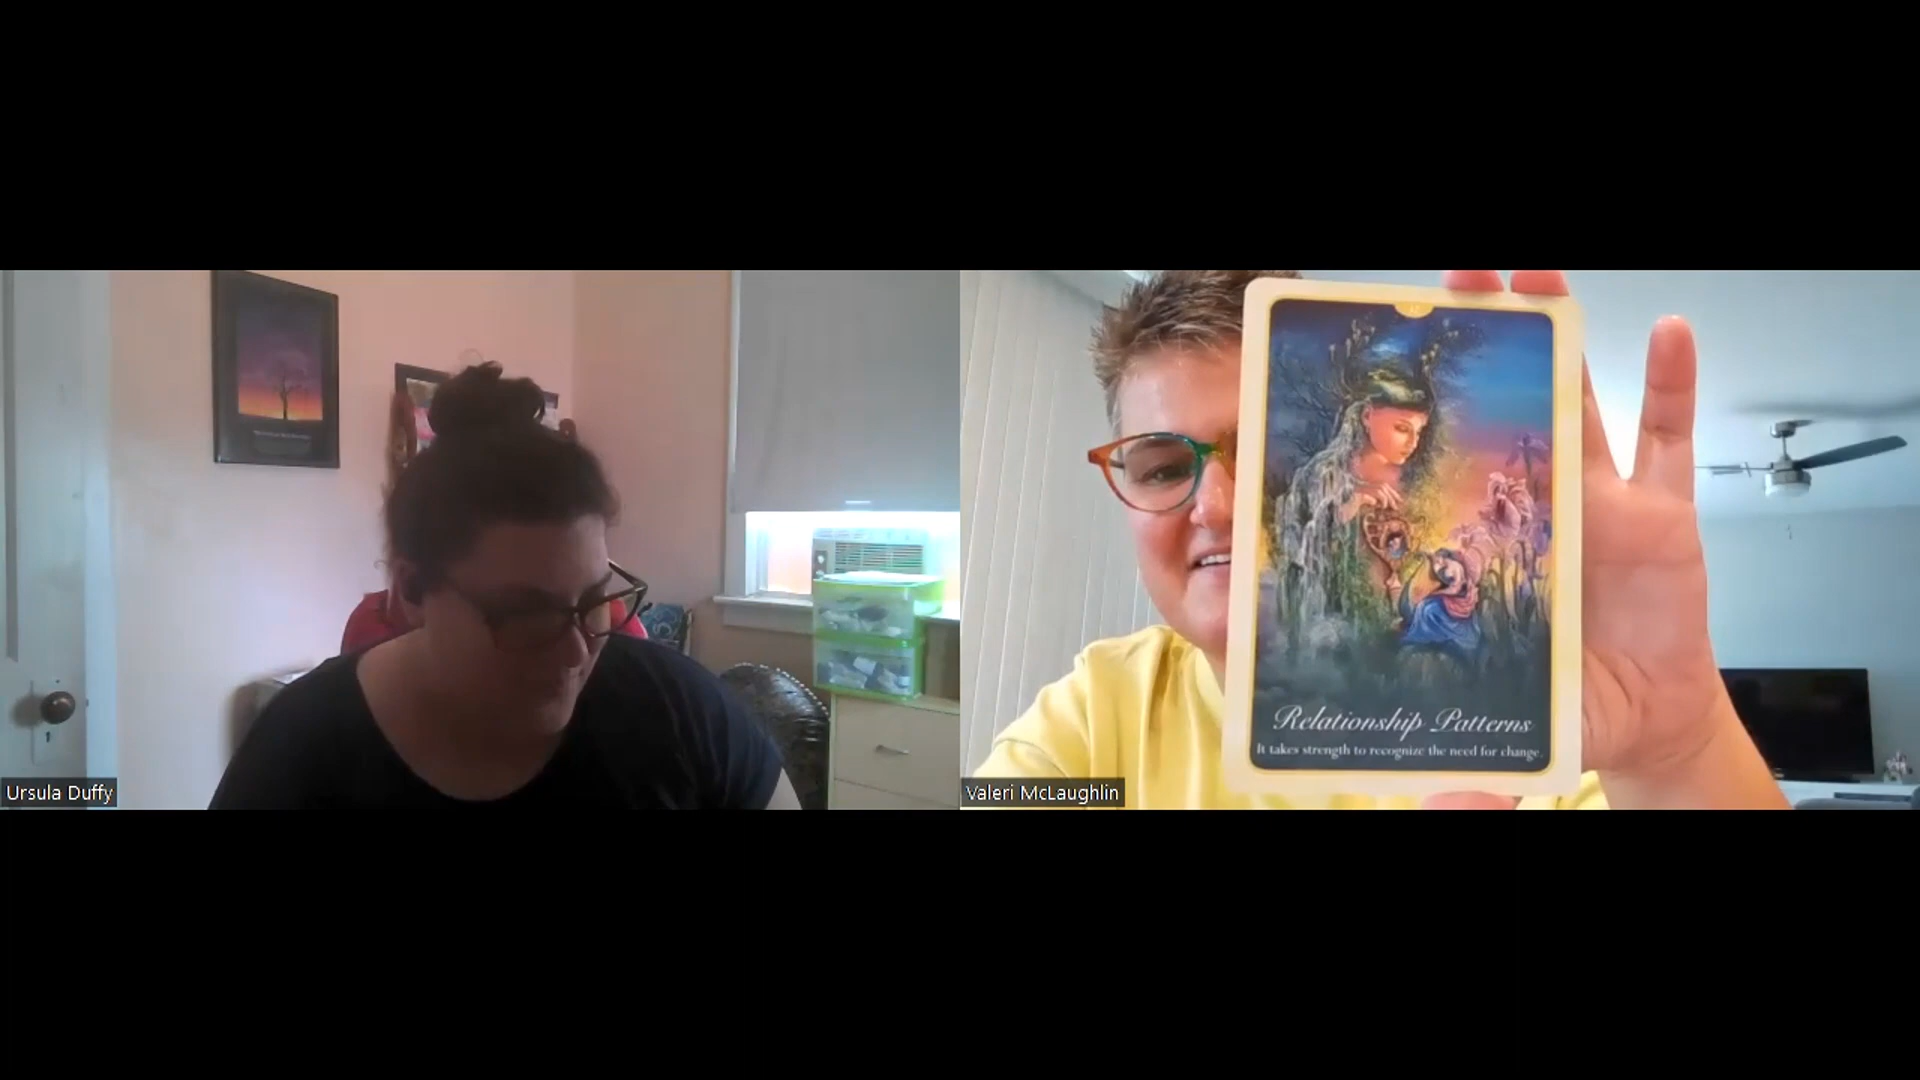 Ursula Duffy
Valeri McLaughlin
Relationship Patterns
It takes strength to recognize the need for change.